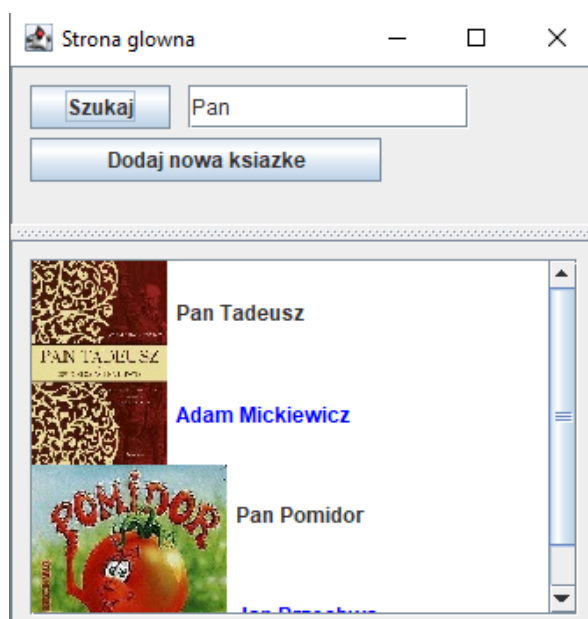 Strona glowna
Szukaj Pan
Dodaj nowa ksiazke
Pan Tadeusz
PAN TADEUSZ
Adam Mickiewicz
POMIDOR
Pan Pomidor